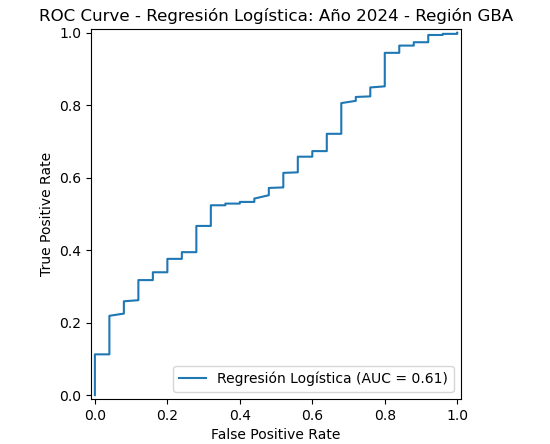 ROC Curve - Regresión Logística: Año 2024 - Región GBA
1.0
0.8
0.6
0.4
0.2
0.0
True Positive Rate
Regresión Logística (AUC = 0.61)
0.0 0.2 0.4 0.6 0.8 1.0
False Positive Rate